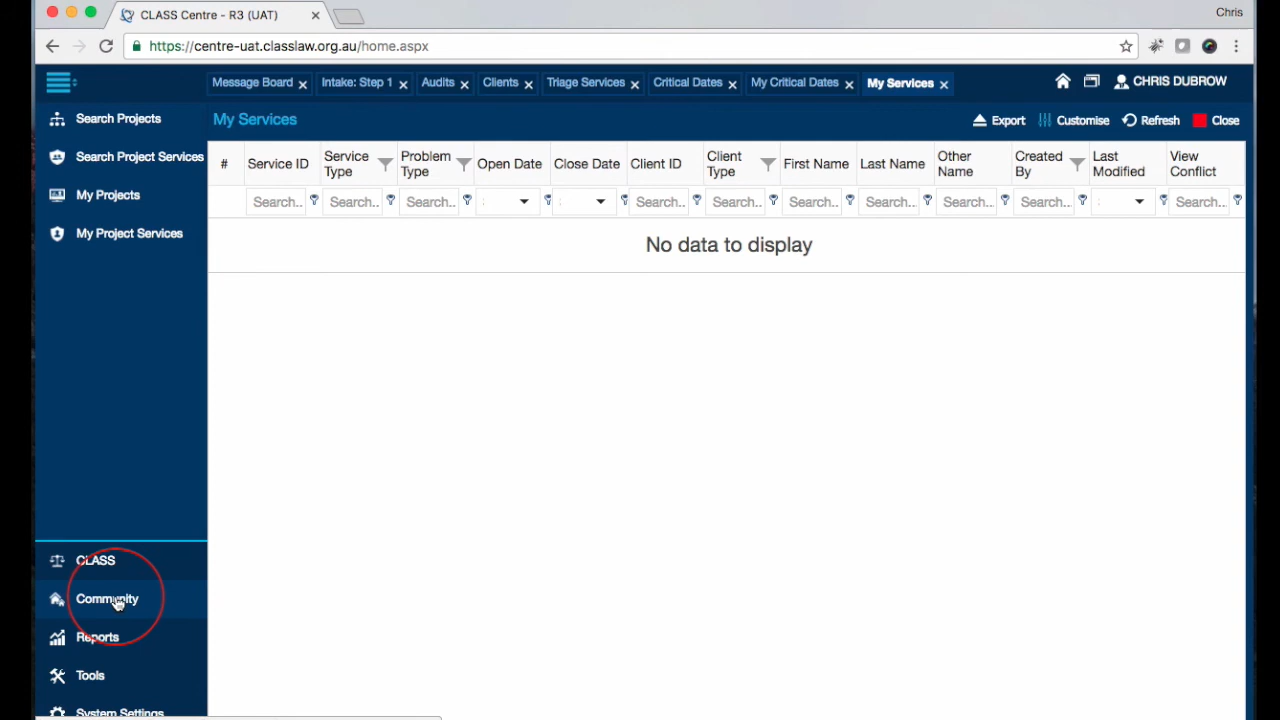 CLASS Centre - R3 (UAT)
Chris
https://centre-uat.classlaw.org.au/home.aspx
Message Board Intake: Step 1 Audits Clients Triage Services Critical Dates My Critical Dates My Services
CHRIS DUBROW
Search Projects
Search Project Services
My Projects
My Project Services
My Services
Export Customise Refresh Close
# Service ID Service Type Problem Type Open Date Close Date Client ID Client Type First Name Last Name Other Name Created By Last Modified View Conflict
Search.. Search.. Search.. Search.. Search.. Search.. Search.. Search.. Search.. Search..
No data to display
CLASS
Community
Reports
Tools
System Settings